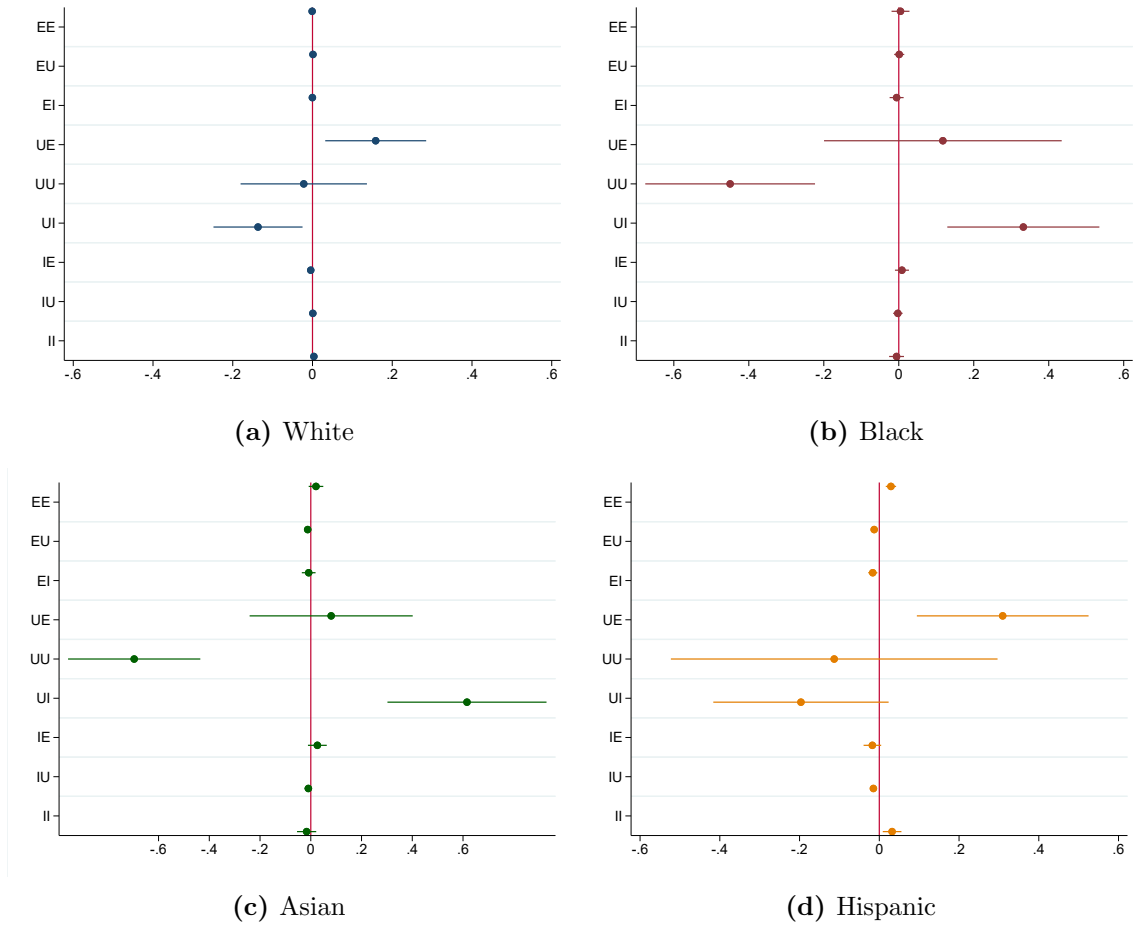 EE
EU
EI
UE
UU
UI
IE
IU
II
-.6 -.4 -.2 0 .2 .4 .6
(a) White
EE
EU
EI
UE
UU
UI
IE
IU
II
-.6 -.4 -.2 0 .2 .4 .6
(b) Black
EE
EU
EI
UE
UU
UI
IE
IU
II
-.6 -.4 -.2 0 .2 .4 .6
(c) Asian
EE
EU
EI
UE
UU
UI
IE
IU
II
-.6 -.4 -.2 0 .2 .4 .6
(d) Hispanic